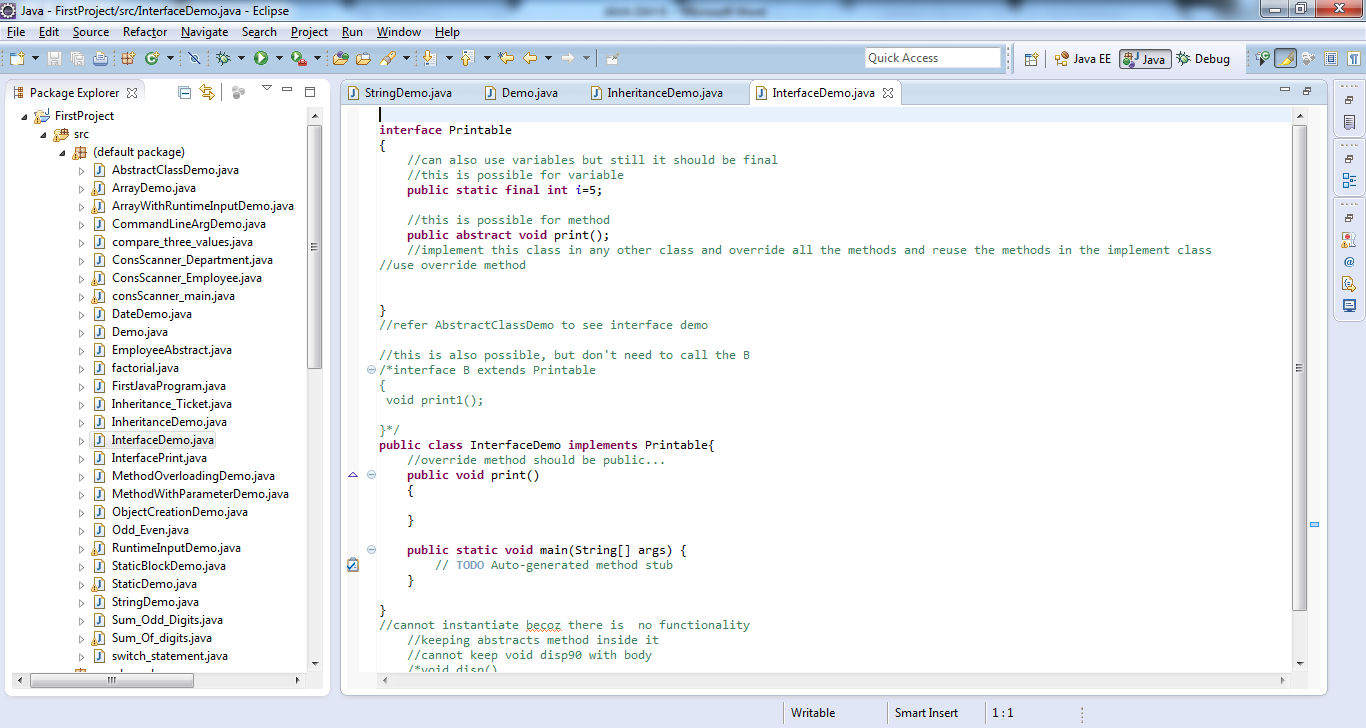 Java - FirstProject/src/InterfaceDemo.java - Eclipse
File Edit Source Refactor Navigate Search Project Run Window Help
Quick Access
Java EE
Java
Debug
Package Explorer
FirstProject
src
(default package)
AbstractClassDemo.java
ArrayDemo.java
ArrayWithRuntimeInputDemo.java
CommandLineArgDemo.java
compare_three_values.java
ConsScanner_Department.java
ConsScanner_Employee.java
consScanner_main.java
DateDemo.java
Demo.java
EmployeeAbstract.java
factorial.java
FirstJavaProgram.java
Inheritance_Ticket.java
InheritanceDemo.java
InterfaceDemo.java
InterfacePrint.java
MethodOverloadingDemo.java
MethodWithParameterDemo.java
ObjectCreationDemo.java
Odd_Even.java
RuntimeInputDemo.java
StaticBlockDemo.java
StaticDemo.java
StringDemo.java
Sum_Odd_Digits.java
Sum_Of_digits.java
switch_statement.java
StringDemo.java Demo.java InheritanceDemo.java InterfaceDemo.java
interface Printable
{
//can also use variables but still it should be final
//this is possible for variable
public static final int i=5;
//this is possible for method
public abstract void print();
//implement this class in any other class and override all the methods and reuse the methods in the implement class
//use override method
}
//refer AbstractClassDemo to see interface demo
//this is also possible, but don't need to call the B
/*interface B extends Printable
{
void print1();
}*/
public class InterfaceDemo implements Printable{
//override method should be public...
public void print()
{
}
public static void main(String[] args) {
// TODO Auto-generated method stub
}
}
//cannot instantiate becoz there is  no functionality
//keeping abstracts method inside it
//cannot keep void disp90 with body
/*void disp()
Writable
Smart Insert
1 : 1